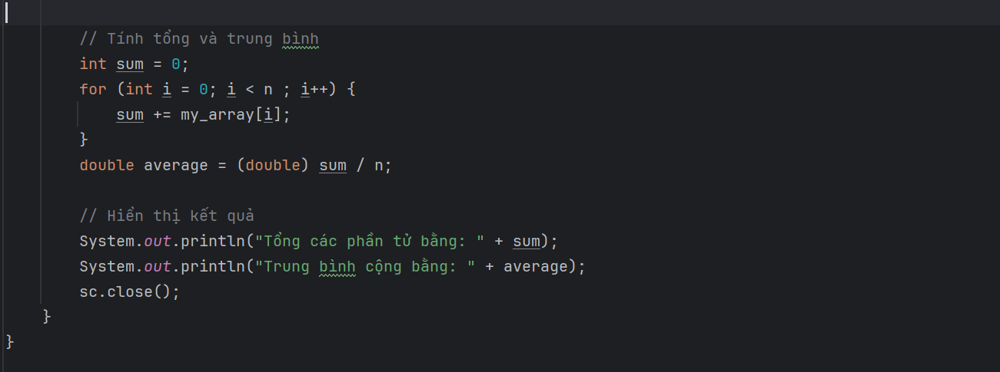 // Tính tổng và trung bình
int sum = 0;
for (int i = 0; i < n ; i++) {
sum += my_array[i];
}
double average = (double) sum / n;
// Hiển thị kết quả
System.out.println("Tổng các phần tử bằng: " + sum);
System.out.println("Trung bình cộng bằng: " + average);
sc.close();
}
}